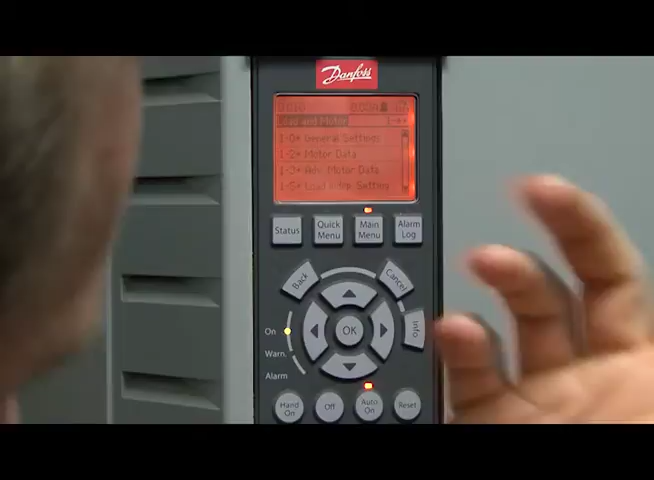 Danfoss
Load and Motor 1-**
1-0* General Settings
1-2* Motor Data
1-3* Adv. Motor Data
1-5* Load Indep. Setting
Status
Quick Menu
Main Menu
Alarm Log
Back
Cancel
Info
OK
On
Warn.
Alarm
Hand On
Off
Auto On
Reset